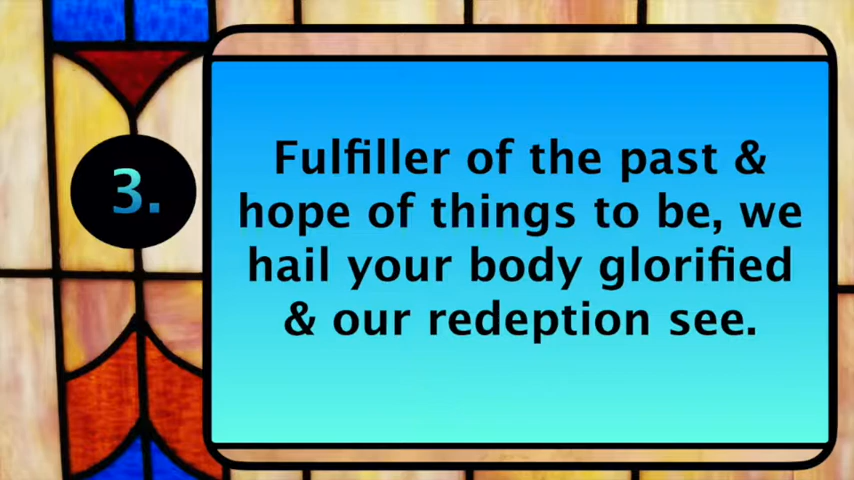 3.
Fulfiller of the past &
hope of things to be, we
hail your body glorified
& our redeption see.